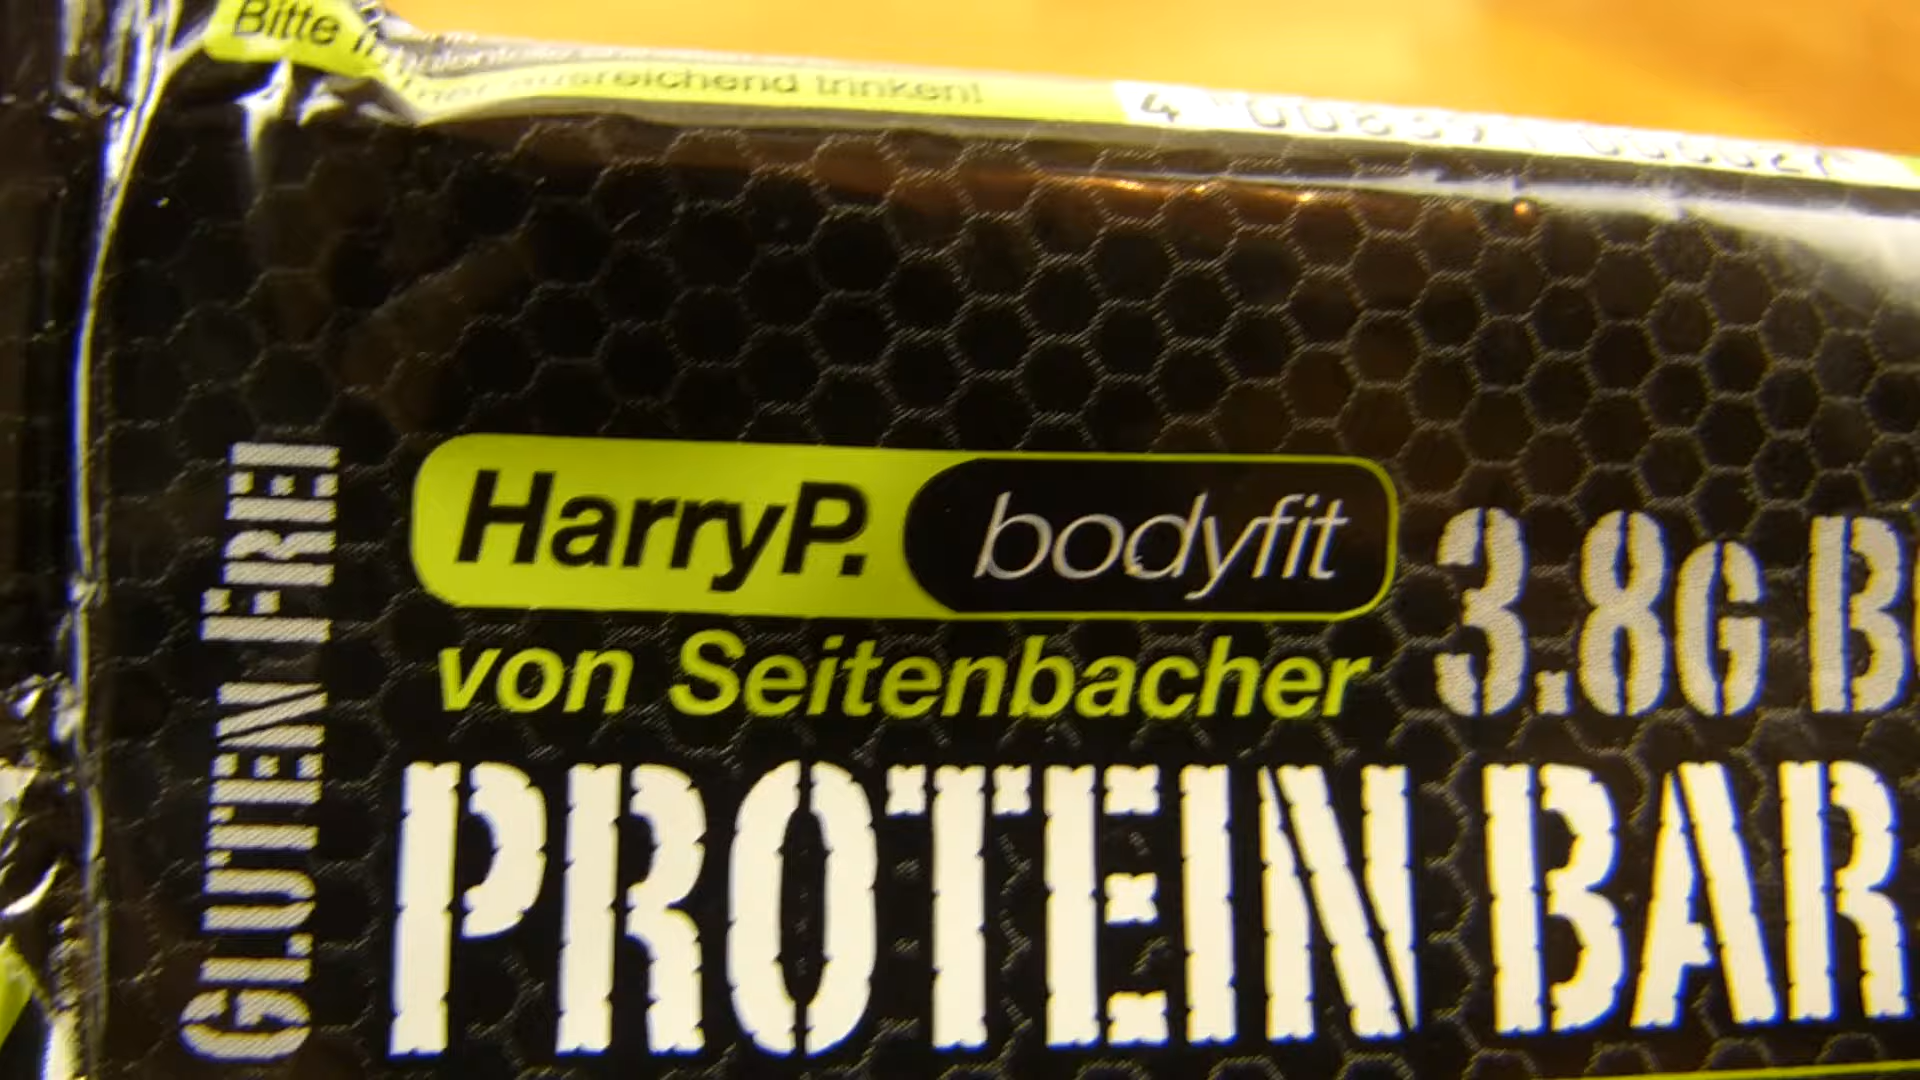 Bitte
ausreichend trinken!
GLUTEN FREI
HarryP. bodyfit
von Seitenbacher
3.8G
PROTEIN BAR